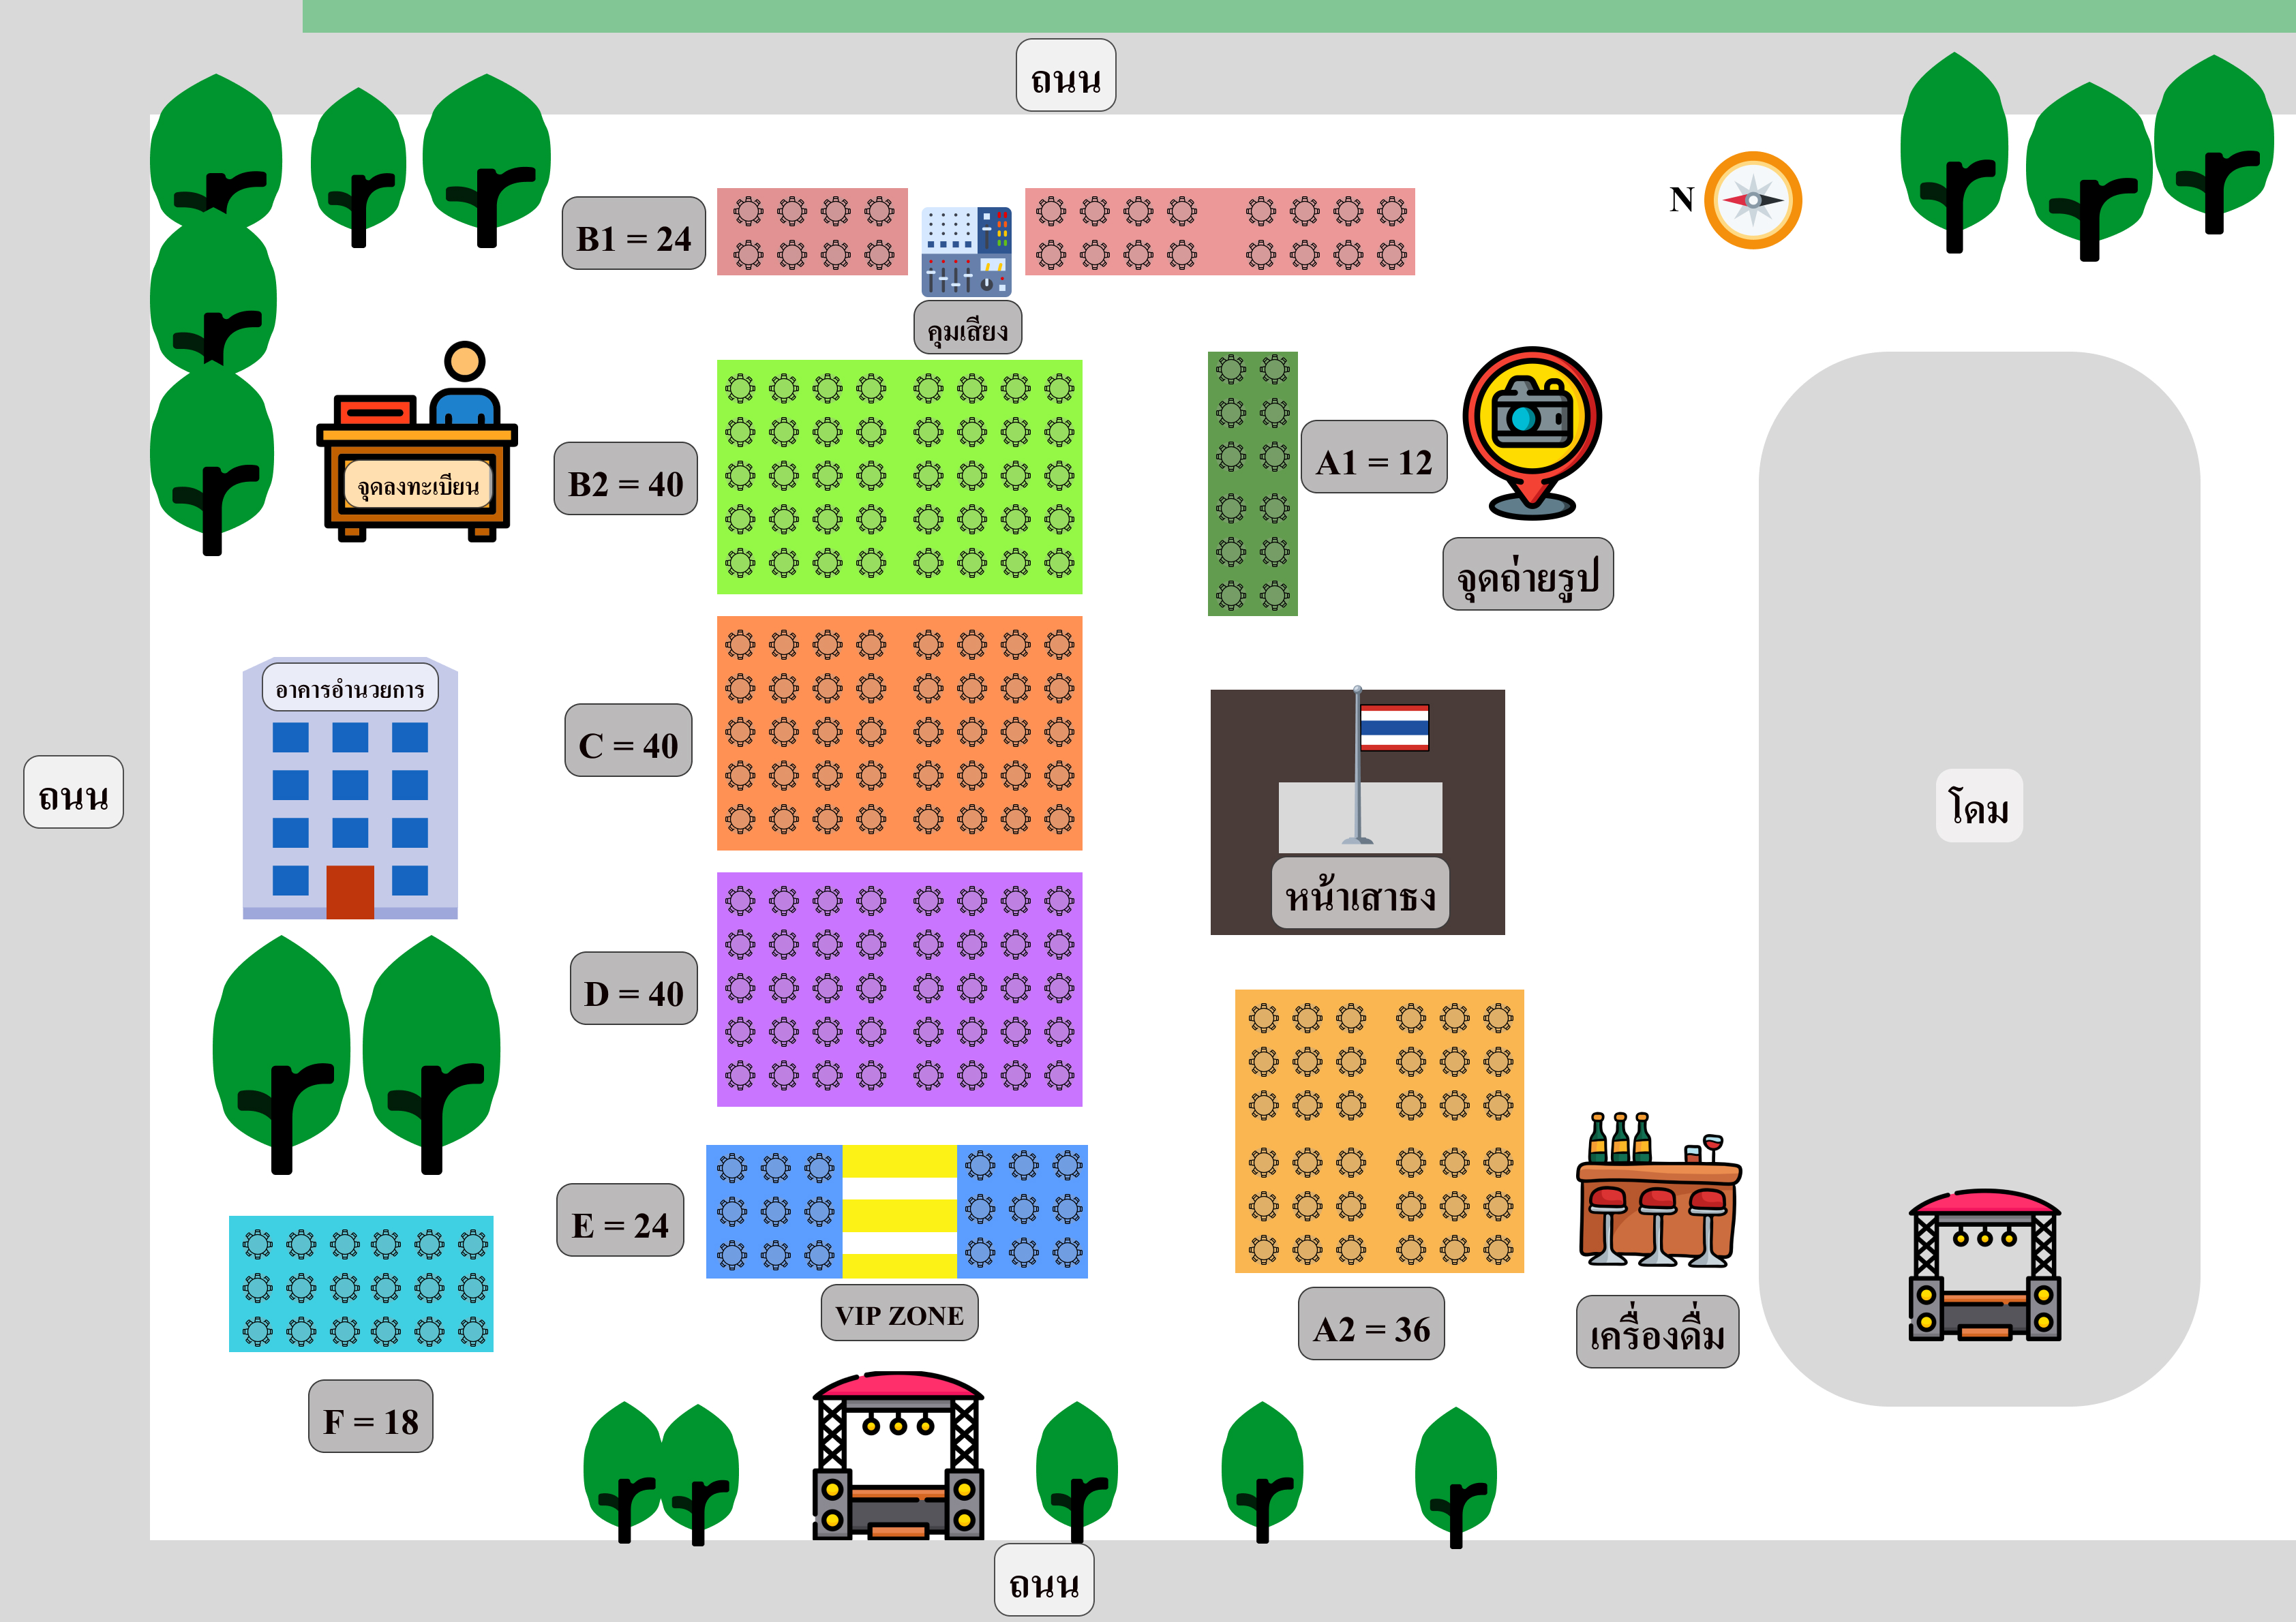 ถนน
N
B1 = 24
คุมเสียง
B2 = 40
A1 = 12
จุดลงทะเบียน
จุดถ่ายรูป
อาคารอำนวยการ
C = 40
ถนน
โดม
หน้าเสาธง
D = 40
E = 24
VIP ZONE
A2 = 36
เครื่องดื่ม
F = 18
ถนน